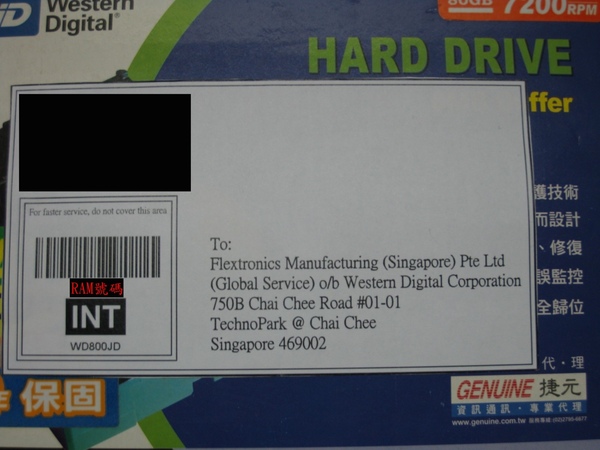 WD Western
Digital
80GB 7200RPM
HARD DRIVE
ffer
護技術
而設計
、修復
誤監控
全歸位
For faster service, do not cover this area
RAM號碼
INT
WD800JD
To:
Flextronics Manufacturing (Singapore) Pte Ltd
(Global Service) o/b Western Digital Corporation
750B Chai Chee Road #01-01
TechnoPark @ Chai Chee
Singapore 469002
代‧理
保固
GENUINE 捷元
資訊通訊‧專業代理
www.genuine.com.tw